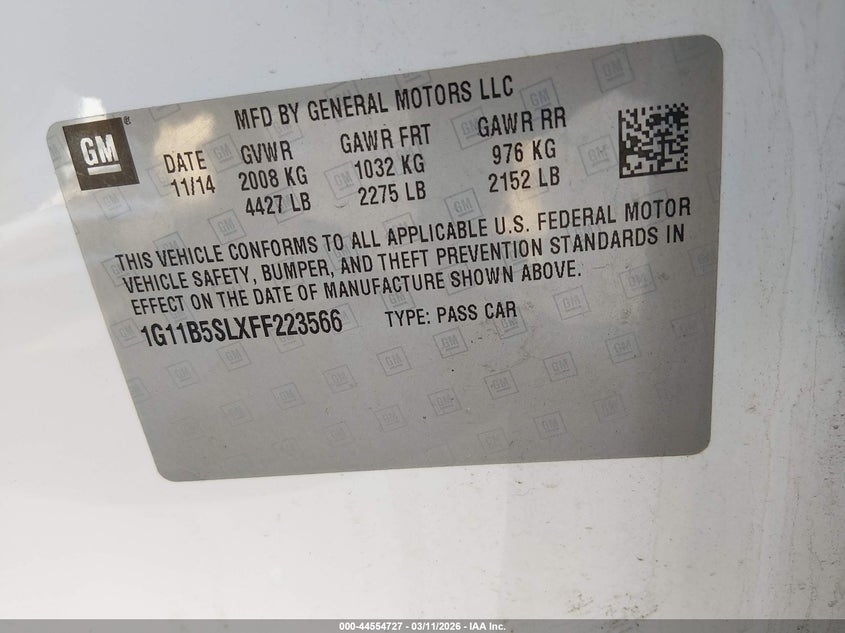 MFD BY GENERAL MOTORS LLC
GM®
DATE GVWR GAWR FRT GAWR RR
11/14 2008 KG 1032 KG 976 KG
4427 LB 2275 LB 2152 LB
THIS VEHICLE CONFORMS TO ALL APPLICABLE U.S. FEDERAL MOTOR
VEHICLE SAFETY, BUMPER, AND THEFT PREVENTION STANDARDS IN
EFFECT ON THE DATE OF MANUFACTURE SHOWN ABOVE.
1G11B5SLXFF223566 TYPE: PASS CAR
000-44554727 - 03/11/2026 - IAA Inc.